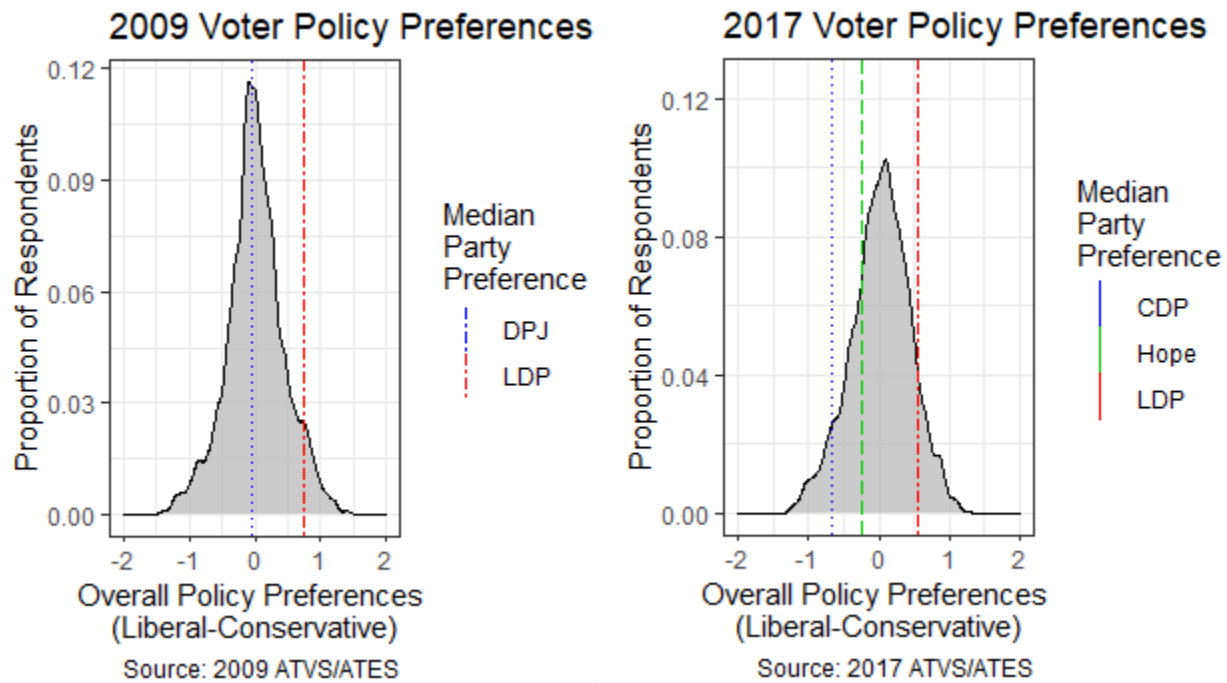 2009 Voter Policy Preferences
0.12
0.09
0.06
0.03
0.00
Proportion of Respondents
-2 -1 0 1 2
Overall Policy Preferences
(Liberal-Conservative)
Source: 2009 ATVS/ATES
Median
Party
Preference
DPJ
LDP
2017 Voter Policy Preferences
0.12
0.08
0.04
0.00
Proportion of Respondents
-2 -1 0 1 2
Overall Policy Preferences
(Liberal-Conservative)
Source: 2017 ATVS/ATES
Median
Party
Preference
CDP
Hope
LDP